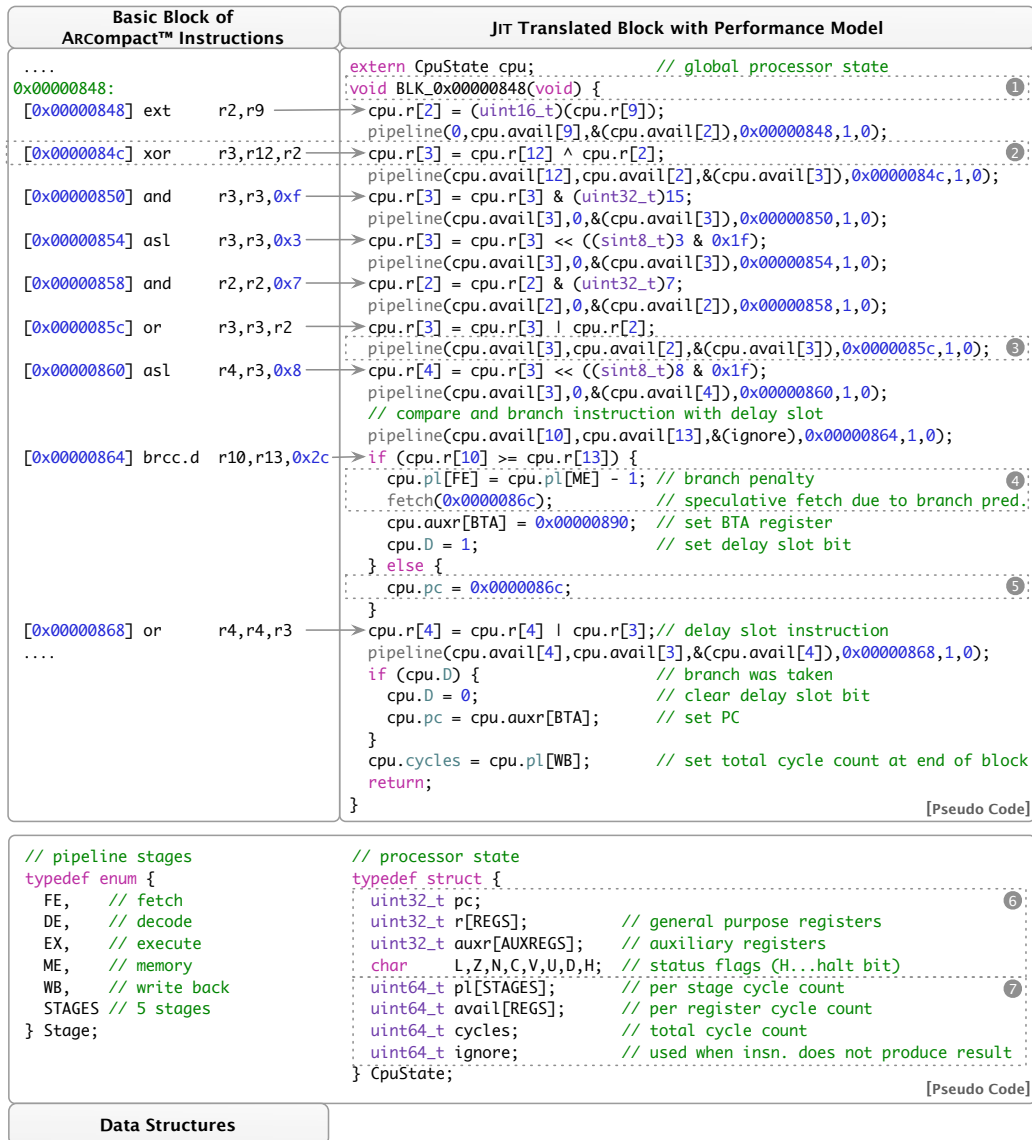 Basic Block of
ARCompact™ Instructions
JIT Translated Block with Performance Model
....
extern CpuState cpu; // global processor state
0x00000848:
void BLK_0x00000848(void) { 1
[0x00000848] ext r2,r9
cpu.r[2] = (uint16_t)(cpu.r[9]);
pipeline(0,cpu.avail[9],&(cpu.avail[2]),0x00000848,1,0);
[0x0000084c] xor r3,r12,r2
cpu.r[3] = cpu.r[12] ^ cpu.r[2]; 2
pipeline(cpu.avail[12],cpu.avail[2],&(cpu.avail[3]),0x0000084c,1,0);
[0x00000850] and r3,r3,0xf
cpu.r[3] = cpu.r[3] & (uint32_t)15;
pipeline(cpu.avail[3],0,&(cpu.avail[3]),0x00000850,1,0);
[0x00000854] asl r3,r3,0x3
cpu.r[3] = cpu.r[3] << ((sint8_t)3 & 0x1f);
pipeline(cpu.avail[3],0,&(cpu.avail[3]),0x00000854,1,0);
[0x00000858] and r2,r2,0x7
cpu.r[2] = cpu.r[2] & (uint32_t)7;
pipeline(cpu.avail[2],0,&(cpu.avail[2]),0x00000858,1,0);
[0x0000085c] or r3,r3,r2
cpu.r[3] = cpu.r[3] | cpu.r[2];
pipeline(cpu.avail[3],cpu.avail[2],&(cpu.avail[3]),0x0000085c,1,0); 3
[0x00000860] asl r4,r3,0x8
cpu.r[4] = cpu.r[3] << ((sint8_t)8 & 0x1f);
pipeline(cpu.avail[3],0,&(cpu.avail[4]),0x00000860,1,0);
// compare and branch instruction with delay slot
pipeline(cpu.avail[10],cpu.avail[13],&(ignore),0x00000864,1,0);
[0x00000864] brcc.d r10,r13,0x2c
if (cpu.r[10] >= cpu.r[13]) {
cpu.pl[FE] = cpu.pl[ME] - 1; // branch penalty 4
fetch(0x0000086c); // speculative fetch due to branch pred.
cpu.auxr[BTA] = 0x00000890; // set BTA register
cpu.D = 1; // set delay slot bit
} else {
cpu.pc = 0x0000086c; 5
}
[0x00000868] or r4,r4,r3
cpu.r[4] = cpu.r[4] | cpu.r[3];// delay slot instruction
....
pipeline(cpu.avail[4],cpu.avail[3],&(cpu.avail[4]),0x00000868,1,0);
if (cpu.D) { // branch was taken
cpu.D = 0; // clear delay slot bit
cpu.pc = cpu.auxr[BTA]; // set PC
}
cpu.cycles = cpu.pl[WB]; // set total cycle count at end of block
return;
}
[Pseudo Code]
// pipeline stages
typedef enum {
FE, // fetch
DE, // decode
EX, // execute
ME, // memory
WB, // write back
STAGES // 5 stages
} Stage;
// processor state
typedef struct {
uint32_t pc; 6
uint32_t r[REGS]; // general purpose registers
uint32_t auxr[AUXREGS]; // auxiliary registers
char L,Z,N,C,V,U,D,H; // status flags (H...halt bit)
uint64_t pl[STAGES]; // per stage cycle count 7
uint64_t avail[REGS]; // per register cycle count
uint64_t cycles; // total cycle count
uint64_t ignore; // used when insn. does not produce result
} CpuState;
[Pseudo Code]
Data Structures